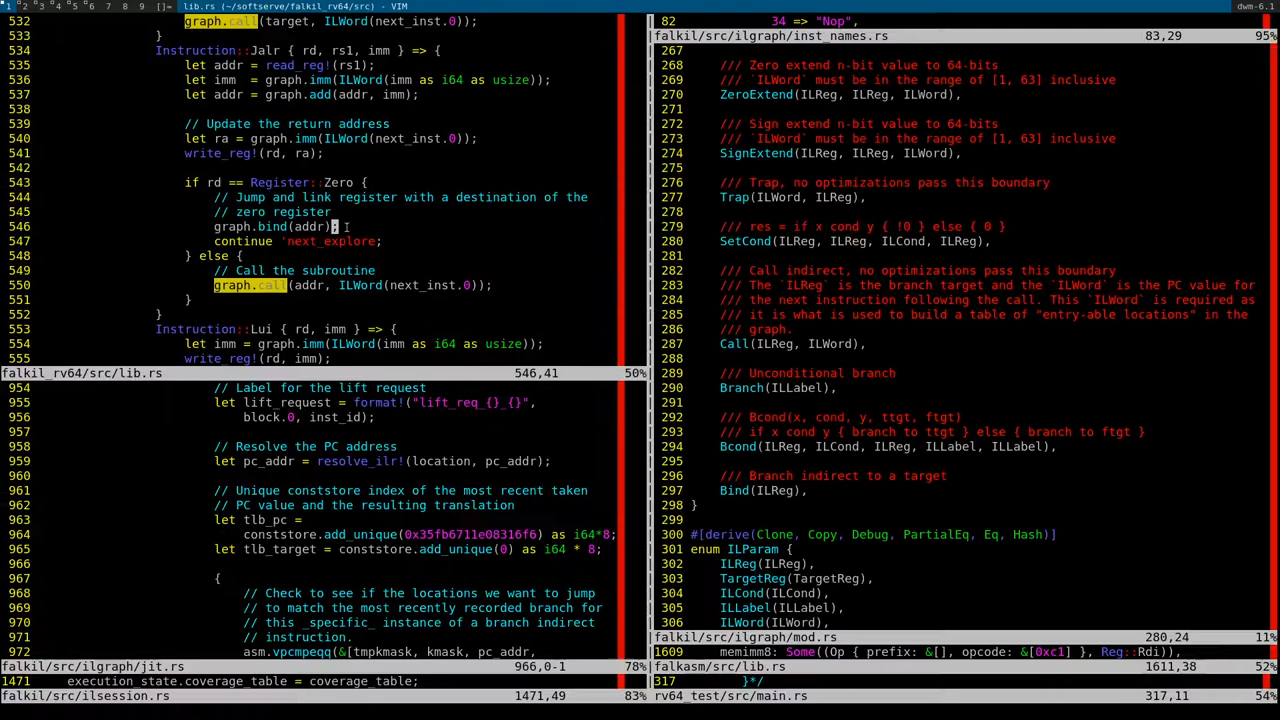 1 2 3 4 5 6 7 8 9 []= lib.rs (~/softserve/falkil_rv64/src) - VIM dwm-6.1
532 graph.call(target, ILWord(next_inst.0));
533 }
534 Instruction::Jalr { rd, rs1, imm } => {
535 let addr = read_reg!(rs1);
536 let imm  = graph.imm(ILWord(imm as i64 as usize));
537 let addr = graph.add(addr, imm);
538
539 // Update the return address
540 let ra = graph.imm(ILWord(next_inst.0));
541 write_reg!(rd, ra);
542
543 if rd == Register::Zero {
544 // Jump and link register with a destination of the
545 // zero register
546 graph.bind(addr);
547 continue 'next_explore;
548 } else {
549 // Call the subroutine
550 graph.call(addr, ILWord(next_inst.0));
551 }
552 }
553 Instruction::Lui { rd, imm } => {
554 let imm = graph.imm(ILWord(imm as i64 as usize));
555 write_reg!(rd, imm);
falkil_rv64/src/lib.rs 546,41 50%
954 // Label for the lift request
955 let lift_request = format!("lift_req_{}_{}",
956 block.0, inst_id);
957
958 // Resolve the PC address
959 let pc_addr = resolve_ilr!(location, pc_addr);
960
961 // Unique conststore index of the most recent taken
962 // PC value and the resulting translation
963 let tlb_pc =
964 conststore.add_unique(0x35fb6711e08316f6) as i64*8;
965 let tlb_target = conststore.add_unique(0) as i64 * 8;
966
967 {
968 // Check to see if the locations we want to jump
969 // to match the most recently recorded branch for
970 // this _specific_ instance of a branch indirect
971 // instruction.
972 asm.vpcmpeqq(&[tmpkmask, kmask, pc_addr,
falkil/src/ilgraph/jit.rs 966,0-1 78%
1471 execution_state.coverage_table = coverage_table;
falkil/src/ilsession.rs 1471,49 83%
82 34 => "Nop",
falkil/src/ilgraph/inst_names.rs 83,29 95%
267
268 /// Zero extend n-bit value to 64-bits
269 /// `ILWord` must be in the range of [1, 63] inclusive
270 ZeroExtend(ILReg, ILReg, ILWord),
271
272 /// Sign extend n-bit value to 64-bits
273 /// `ILWord` must be in the range of [1, 63] inclusive
274 SignExtend(ILReg, ILReg, ILWord),
275
276 /// Trap, no optimizations pass this boundary
277 Trap(ILWord, ILReg),
278
279 /// res = if x cond y { !0 } else { 0 }
280 SetCond(ILReg, ILReg, ILCond, ILReg),
281
282 /// Call indirect, no optimizations pass this boundary
283 /// The `ILReg` is the branch target and the `ILWord` is the PC value for
284 /// the next instruction following the call. This `ILWord` is required as
285 /// it is what is used to build a table of "entry-able locations" in the
286 /// graph.
287 Call(ILReg, ILWord),
288
289 /// Unconditional branch
290 Branch(ILLabel),
291
292 /// Bcond(x, cond, y, ttgt, ftgt)
293 /// if x cond y { branch to ttgt } else { branch to ftgt }
294 Bcond(ILReg, ILCond, ILReg, ILLabel, ILLabel),
295
296 /// Branch indirect to a target
297 Bind(ILReg),
298 }
299
300 #[derive(Clone, Copy, Debug, PartialEq, Eq, Hash)]
301 enum ILParam {
302 ILReg(ILReg),
303 TargetReg(TargetReg),
304 ILCond(ILCond),
305 ILLabel(ILLabel),
306 ILWord(ILWord),
falkil/src/ilgraph/mod.rs 280,24 11%
1609 memimm8: Some((Op { prefix: &[], opcode: &[0xc1] }, Reg::Rdi)),
falkasm/src/lib.rs 1611,38 52%
317 }*/
rv64_test/src/main.rs 317,11 54%